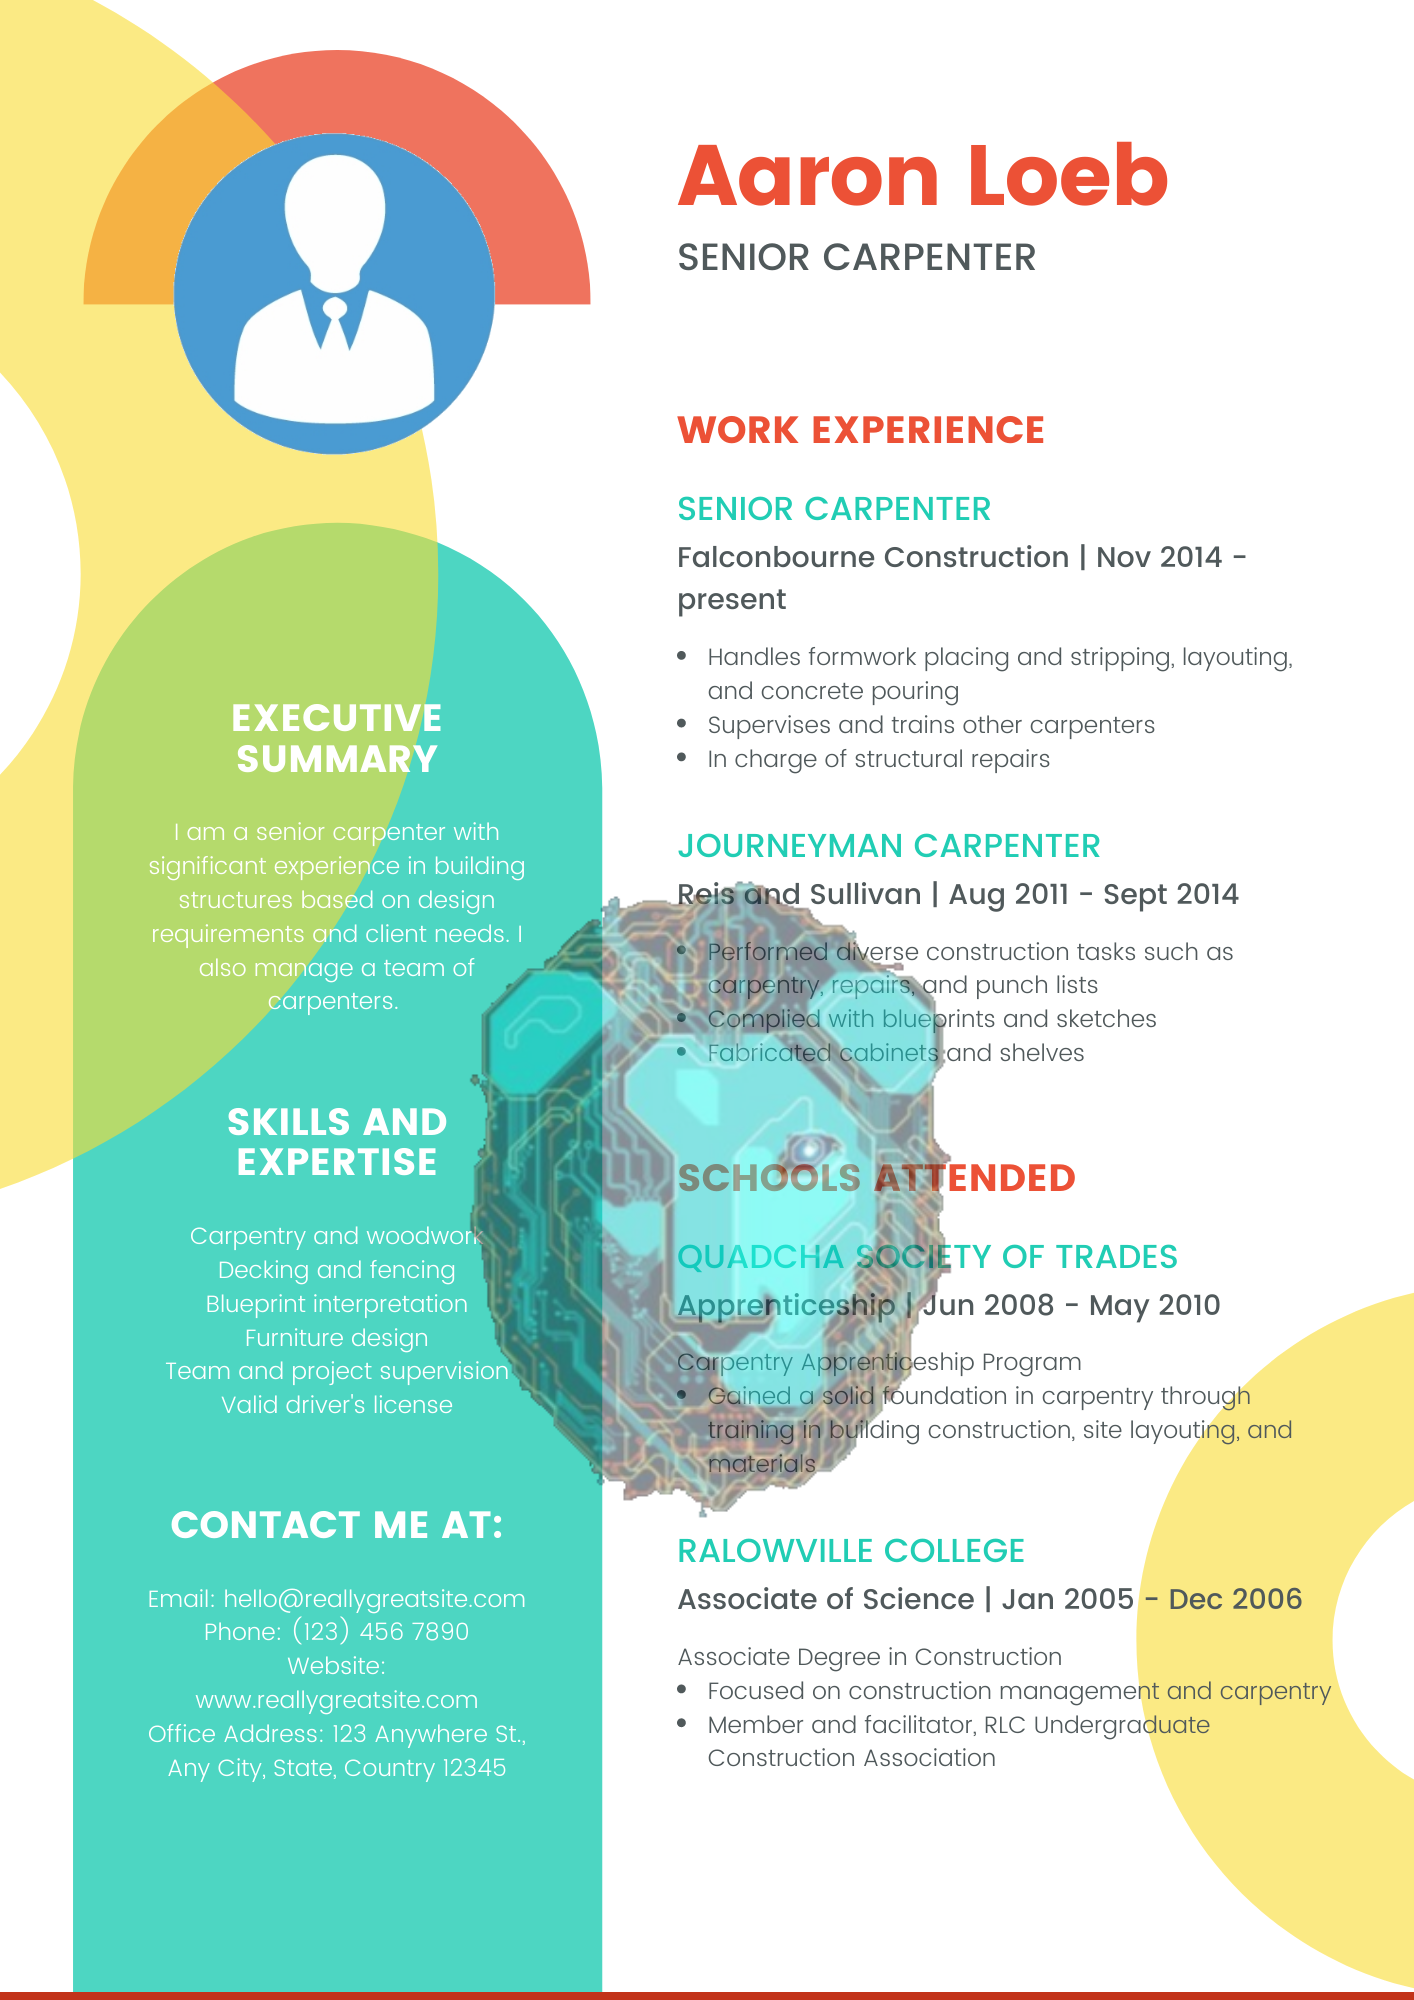 Aaron Loeb
SENIOR CARPENTER
EXECUTIVE
SUMMARY
I am a senior carpenter with
significant experience in building
structures based on design
requirements and client needs. I
also manage a team of
carpenters.
SKILLS AND
EXPERTISE
Carpentry and woodwork
Decking and fencing
Blueprint interpretation
Furniture design
Team and project supervision
Valid driver's license
CONTACT ME AT:
Email: hello@reallygreatsite.com
Phone: (123) 456 7890
Website:
www.reallygreatsite.com
Office Address: 123 Anywhere St.,
Any City, State, Country 12345
WORK EXPERIENCE
SENIOR CARPENTER
Falconbourne Construction | Nov 2014 -
present
• Handles formwork placing and stripping, layouting,
and concrete pouring
• Supervises and trains other carpenters
• In charge of structural repairs
JOURNEYMAN CARPENTER
Reis and Sullivan | Aug 2011 - Sept 2014
• Performed diverse construction tasks such as
carpentry, repairs, and punch lists
• Complied with blueprints and sketches
• Fabricated cabinets and shelves
SCHOOLS ATTENDED
QUADCHA SOCIETY OF TRADES
Apprenticeship | Jun 2008 - May 2010
Carpentry Apprenticeship Program
• Gained a solid foundation in carpentry through
training in building construction, site layouting, and
materials
RALOWVILLE COLLEGE
Associate of Science | Jan 2005 - Dec 2006
Associate Degree in Construction
• Focused on construction management and carpentry
• Member and facilitator, RLC Undergraduate
Construction Association